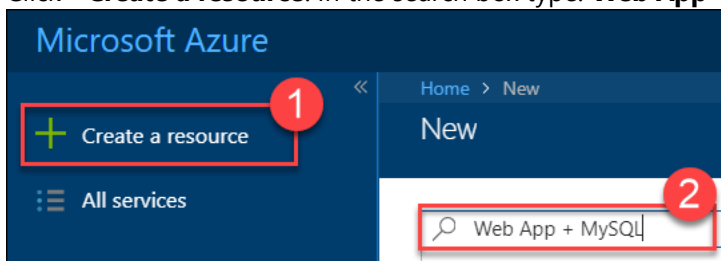 Microsoft Azure
«
1
Create a resource
All services
Home > New
New
2
Web App + MySQL